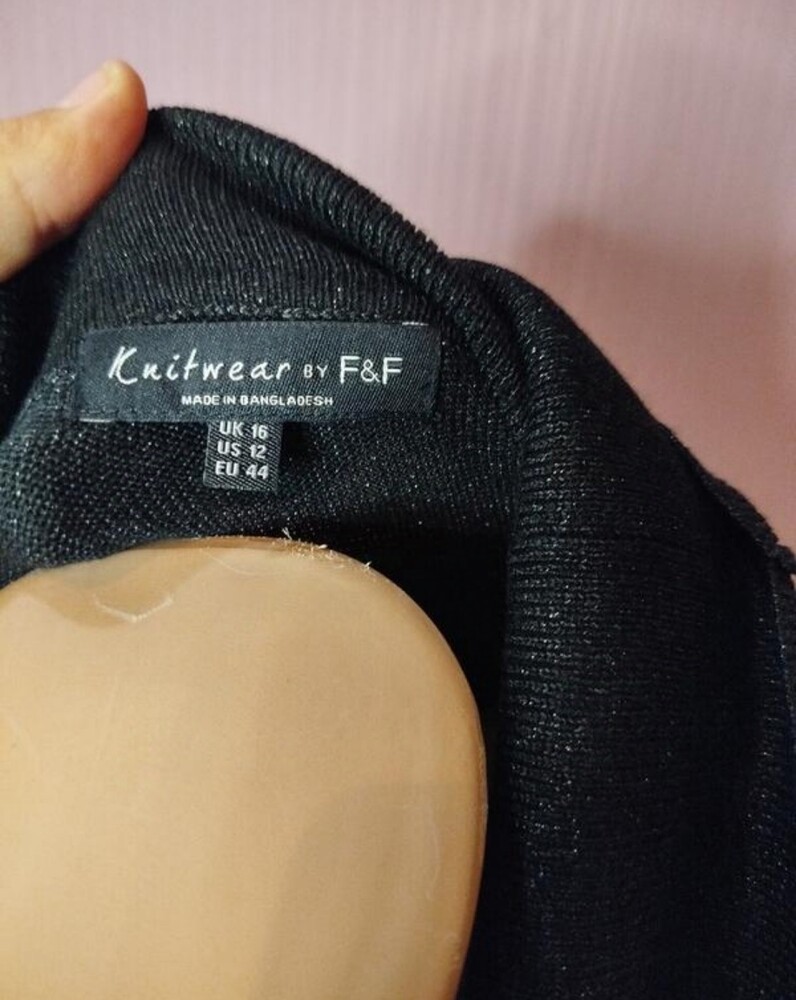 Knitwear BY F&F
MADE IN BANGLADESH
UK 16
US 12
EU 44